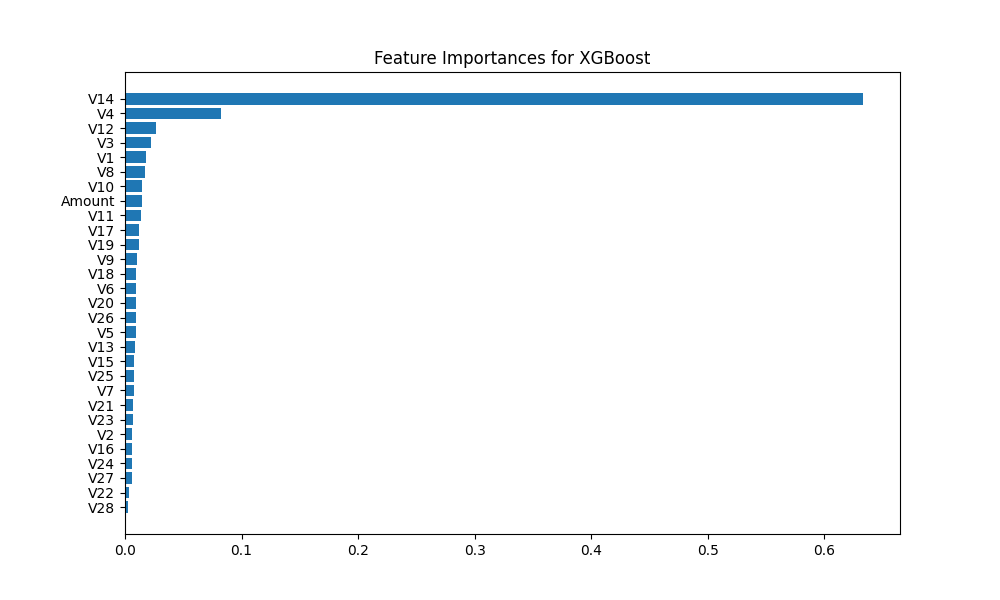 Feature Importances for XGBoost
V14
V4
V12
V3
V1
V8
V10
Amount
V11
V17
V19
V9
V18
V6
V20
V26
V5
V13
V15
V25
V7
V21
V23
V2
V16
V24
V27
V22
V28
0.0 0.1 0.2 0.3 0.4 0.5 0.6